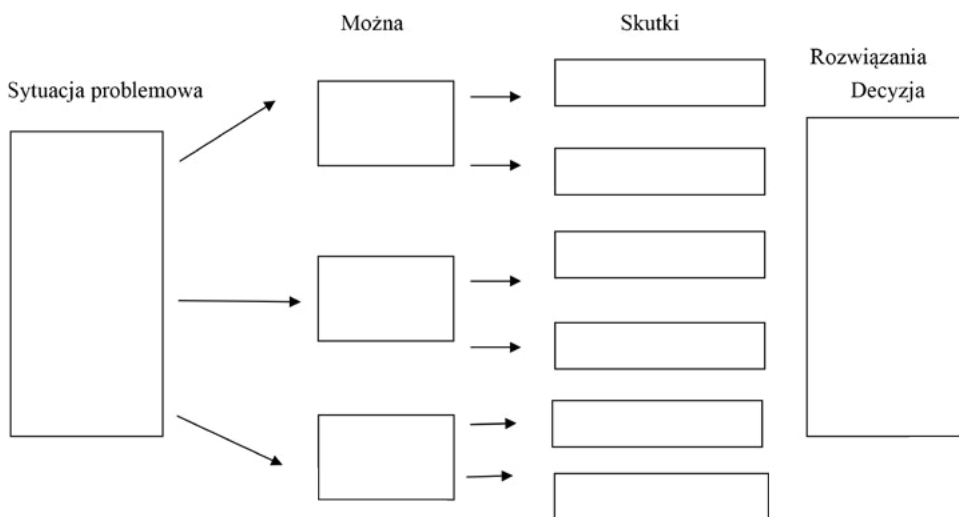 Sytuacja problemowa
Można
Skutki
Rozwiązania
Decyzja